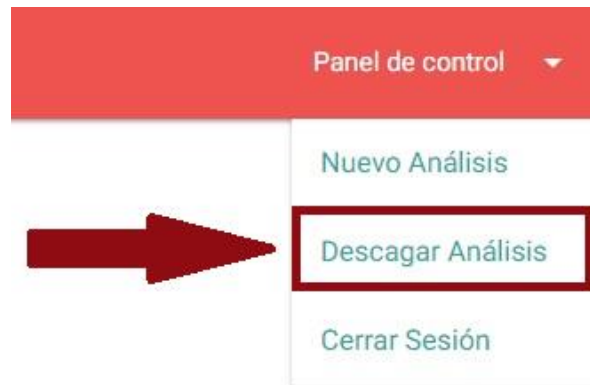 Panel de control
Nuevo Análisis
Descagar Análisis
Cerrar Sesión